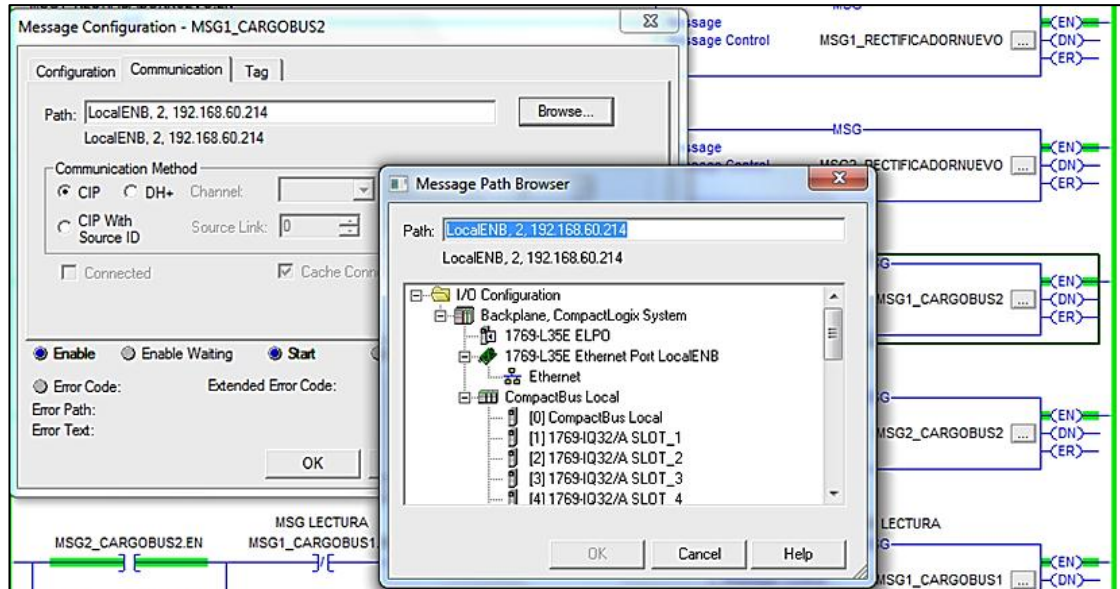 Message Configuration - MSG1_CARGOBUS2
Configuration Communication Tag
Path: LocalENB, 2, 192.168.60.214 Browse...
LocalENB, 2, 192.168.60.214
Communication Method
CIP DH+ Channel:
CIP With Source ID Source Link: 0
Connected Cache Conn
Enable Enable Waiting Start
Error Code: Extended Error Code:
Error Path:
Error Text:
OK
Message Path Browser
Path: LocalENB, 2, 192.168.60.214
LocalENB, 2, 192.168.60.214
I/O Configuration
Backplane, CompactLogix System
1769-L35E ELPO
1769-L35E Ethernet Port LocalENB
Ethernet
CompactBus Local
[0] CompactBus Local
[1] 1769-IQ32/A SLOT_1
[2] 1769-IQ32/A SLOT_2
[3] 1769-IQ32/A SLOT_3
[4] 1769-IQ32/A SLOT_4
OK Cancel Help
ssage (EN)
ssage Control MSG1_RECTIFICADORNUEVO ... (DN)
(ER)
MSG
ssage (EN)
MSG2_RECTIFICADORNUEVO ... (DN)
(ER)
G
(EN)
MSG1_CARGOBUS2 ... (DN)
(ER)
G
(EN)
MSG2_CARGOBUS2 ... (DN)
(ER)
LECTURA
G
(EN)
MSG1_CARGOBUS1 ... (DN)
MSG LECTURA
MSG2_CARGOBUS2.EN MSG1_CARGOBUS1